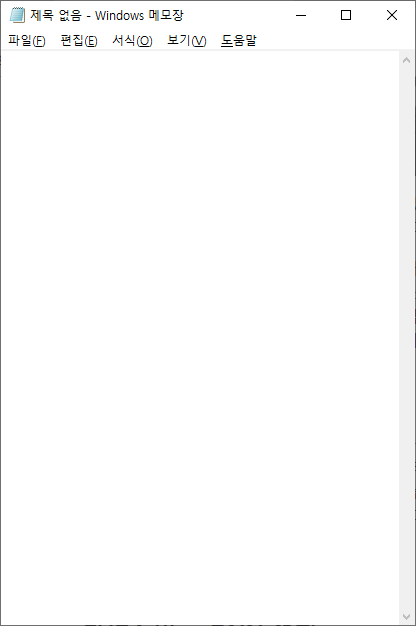 제목 없음 - Windows 메모장
파일(F) 편집(E) 서식(O) 보기(V) 도움말